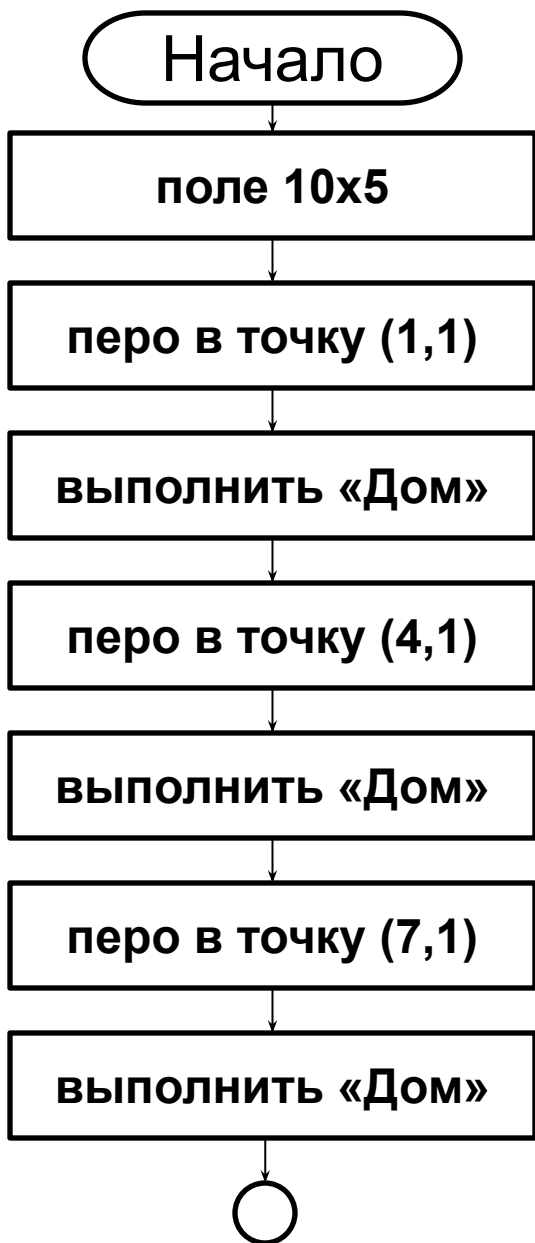 Начало
поле 10x5
перо в точку (1,1)
выполнить «Дом»
перо в точку (4,1)
выполнить «Дом»
перо в точку (7,1)
выполнить «Дом»